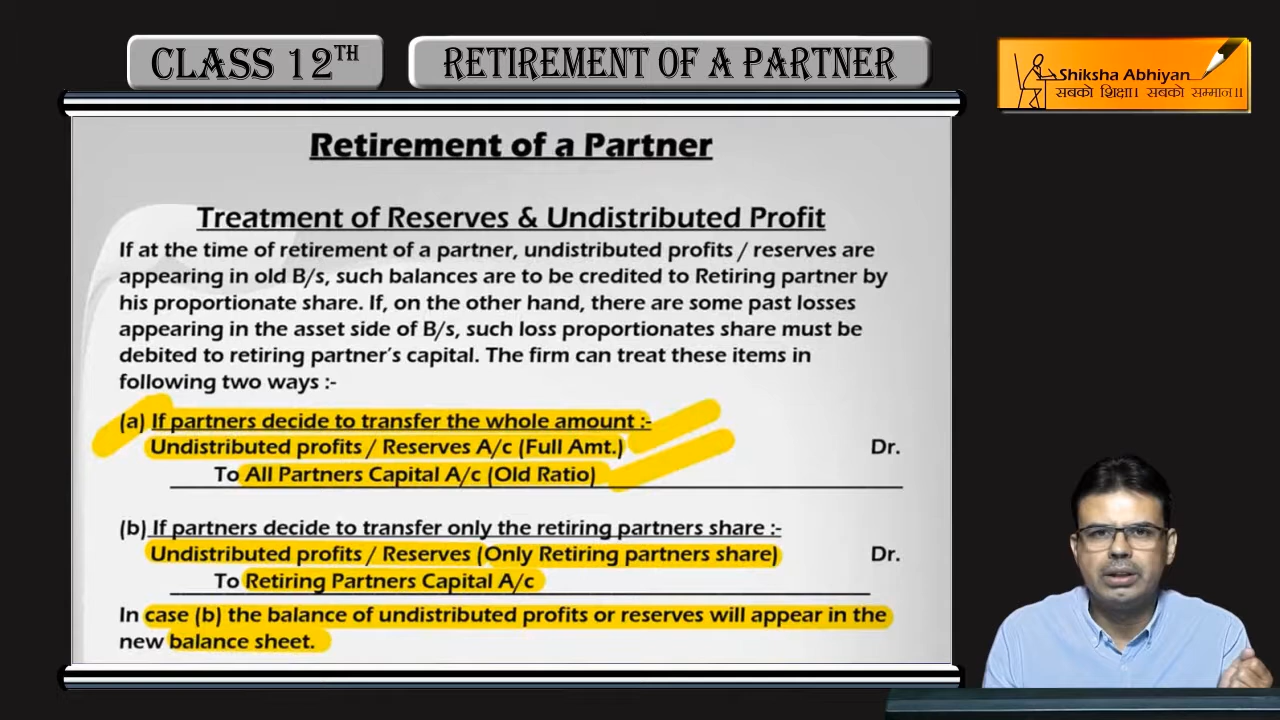 CLASS 12TH
RETIREMENT OF A PARTNER
Shiksha Abhiyan
सबको शिक्षा। सबको सम्मान।।
Retirement of a Partner
Treatment of Reserves & Undistributed Profit
If at the time of retirement of a partner, undistributed profits / reserves are
appearing in old B/s, such balances are to be credited to Retiring partner by
his proportionate share. If, on the other hand, there are some past losses
appearing in the asset side of B/s, such loss proportionates share must be
debited to retiring partner's capital. The firm can treat these items in
following two ways :-
(a) If partners decide to transfer the whole amount :-
Undistributed profits / Reserves A/c (Full Amt.) Dr.
To All Partners Capital A/c (Old Ratio)
(b) If partners decide to transfer only the retiring partners share :-
Undistributed profits / Reserves (Only Retiring partners share) Dr.
To Retiring Partners Capital A/c
In case (b) the balance of undistributed profits or reserves will appear in the
new balance sheet.